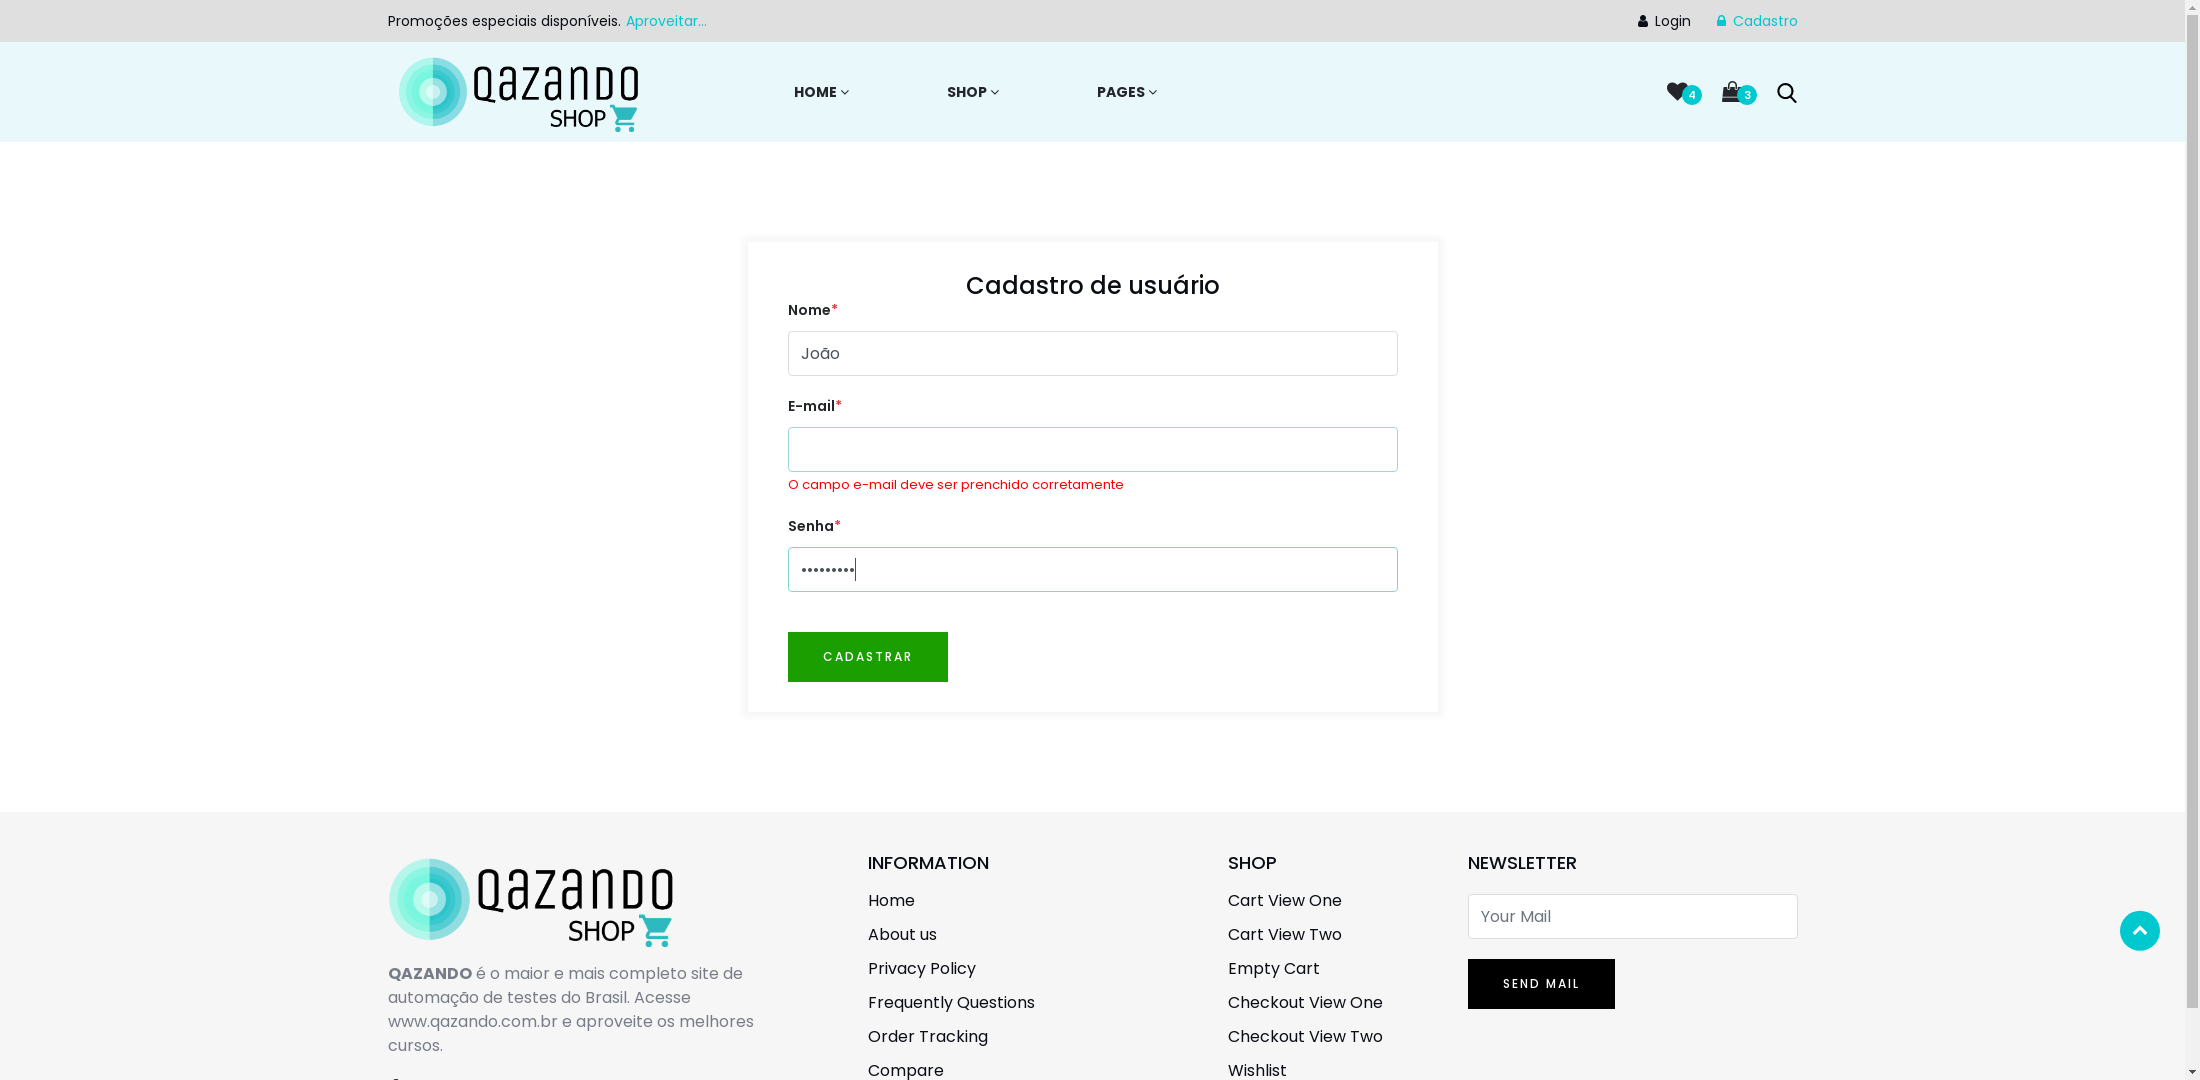 Promoções especiais disponíveis. Aproveitar...
Login
Cadastro
QAZANDO
SHOP
HOME
SHOP
PAGES
4
3
Cadastro de usuário
Nome*
João
E-mail*
O campo e-mail deve ser prenchido corretamente
Senha*
•••••••••
CADASTRAR
QAZANDO
SHOP
QAZANDO é o maior e mais completo site de
automação de testes do Brasil. Acesse
www.qazando.com.br e aproveite os melhores
cursos.
INFORMATION
Home
About us
Privacy Policy
Frequently Questions
Order Tracking
Compare
SHOP
Cart View One
Cart View Two
Empty Cart
Checkout View One
Checkout View Two
Wishlist
NEWSLETTER
Your Mail
SEND MAIL